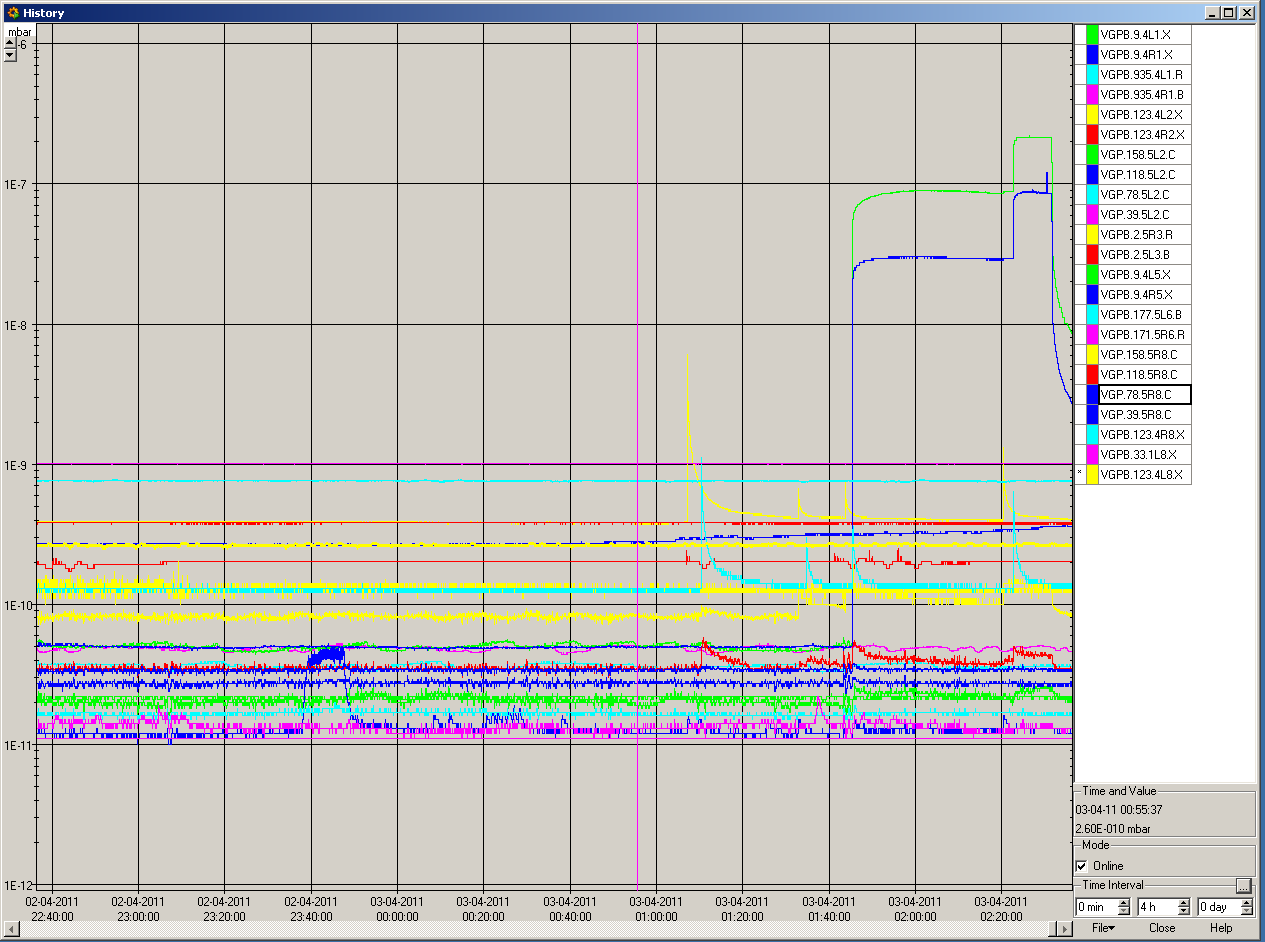 History
mbar
-6
1E-7
1E-8
1E-9
1E-10
1E-11
1E-12
02-04-2011 02-04-2011 02-04-2011 02-04-2011 03-04-2011 03-04-2011 03-04-2011 03-04-2011 03-04-2011 03-04-2011 03-04-2011 03-04-2011
22:40:00 23:00:00 23:20:00 23:40:00 00:00:00 00:20:00 00:40:00 01:00:00 01:20:00 01:40:00 02:00:00 02:20:00
VGPB.9.4L1.X
VGPB.9.4R1.X
VGPB.935.4L1.R
VGPB.935.4R1.B
VGPB.123.4L2.X
VGPB.123.4R2.X
VGP.158.5L2.C
VGP.118.5L2.C
VGP.78.5L2.C
VGP.39.5L2.C
VGPB.2.5R3.R
VGPB.2.5L3.B
VGPB.9.4L5.X
VGPB.9.4R5.X
VGPB.177.5L6.B
VGPB.171.5R6.R
VGP.158.5R8.C
VGP.118.5R8.C
VGP.78.5R8.C
VGP.39.5R8.C
VGPB.123.4R8.X
VGPB.33.1L8.X
* VGPB.123.4L8.X
Time and Value
03-04-11 00:55:37
2.60E-010 mbar
Mode
Online
Time Interval
...
0 min 4 h 0 day
File Close Help